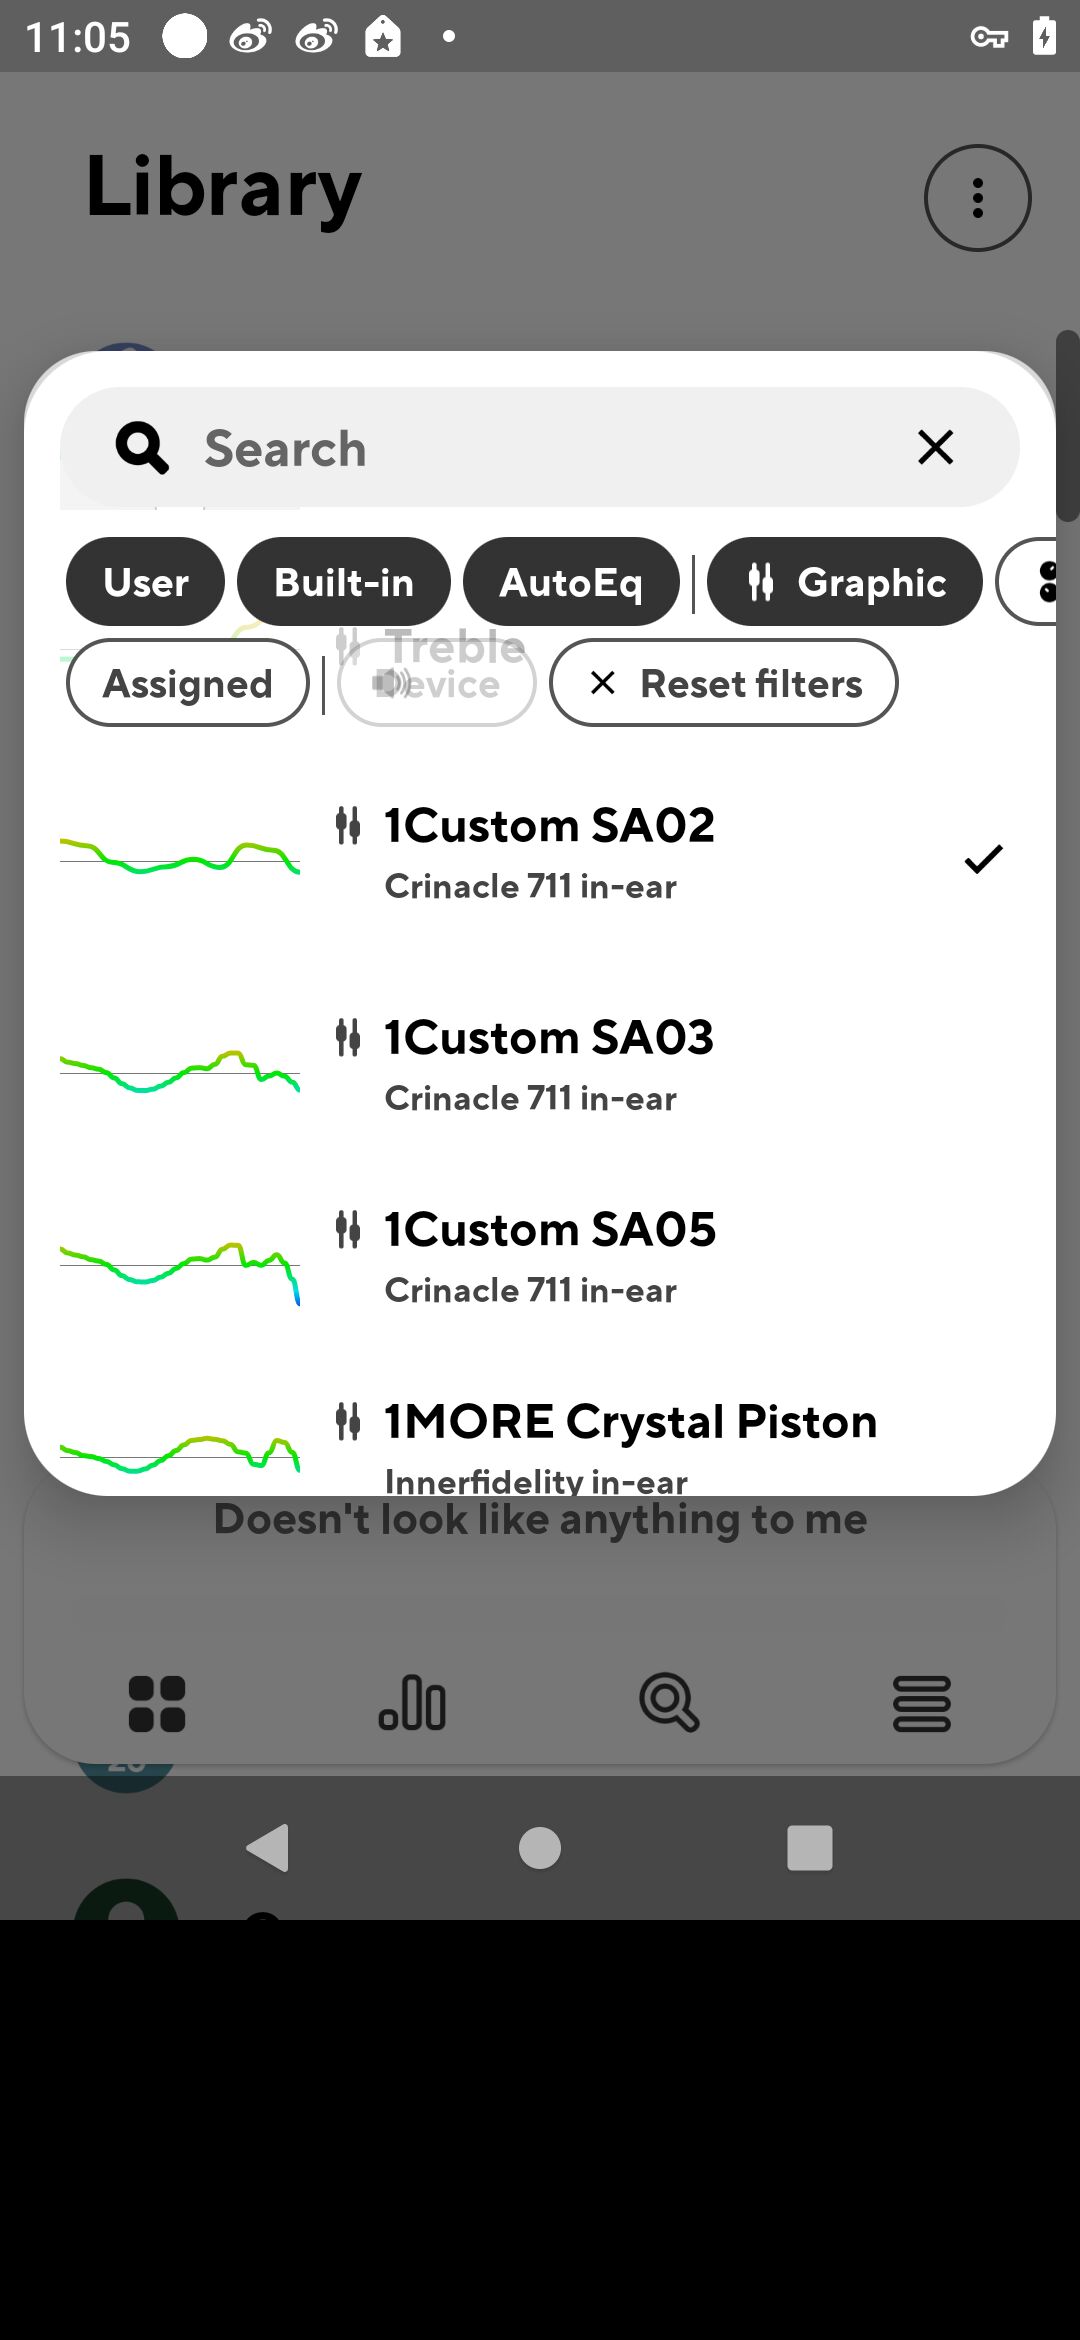 11:05
Library
Search
User
Built-in
AutoEq
Graphic
Treble
Assigned
Device
Reset filters
1Custom SA02
Crinacle 711 in-ear
1Custom SA03
Crinacle 711 in-ear
1Custom SA05
Crinacle 711 in-ear
1MORE Crystal Piston
Innerfidelity in-ear
Doesn't look like anything to me